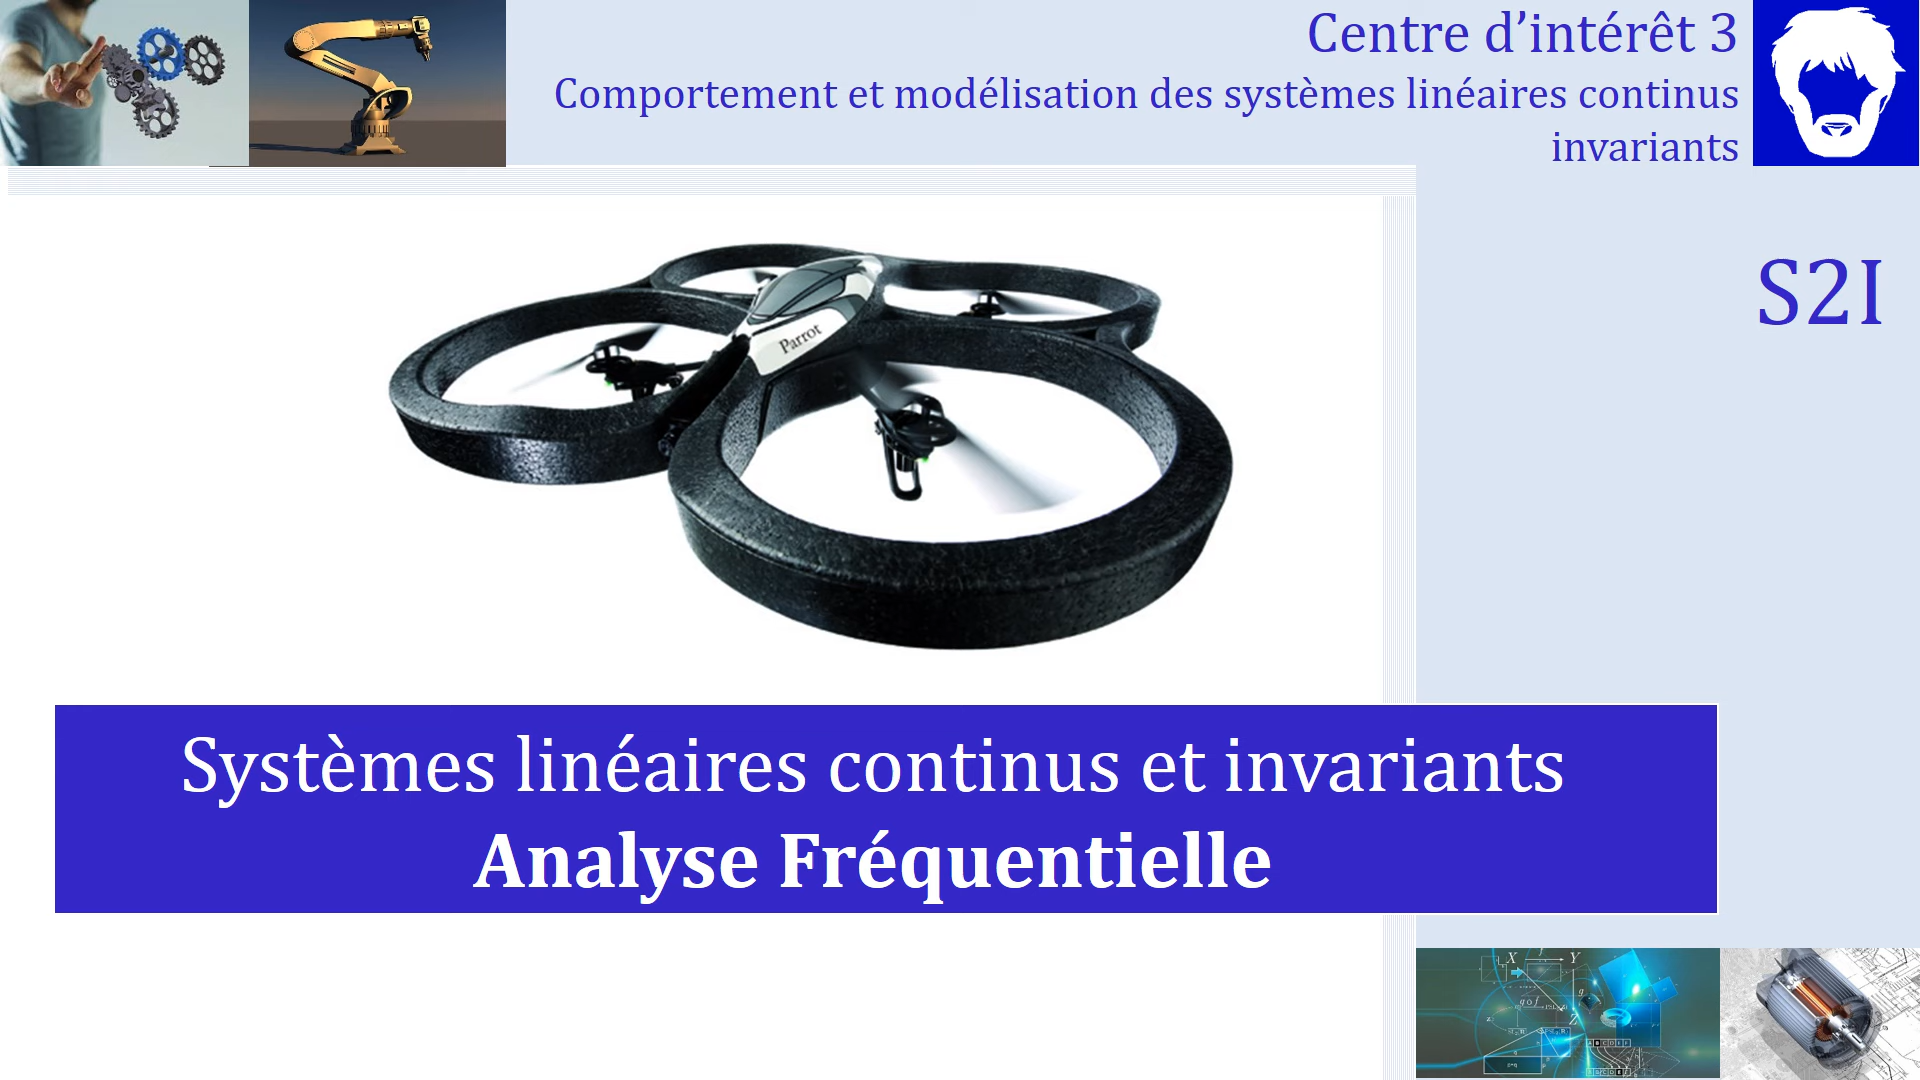 Centre d’intérêt 3
Comportement et modélisation des systèmes linéaires continus
invariants
S2I
Parrot
Systèmes linéaires continus et invariants
Analyse Fréquentielle
X
f
Y
g
g o f
Z